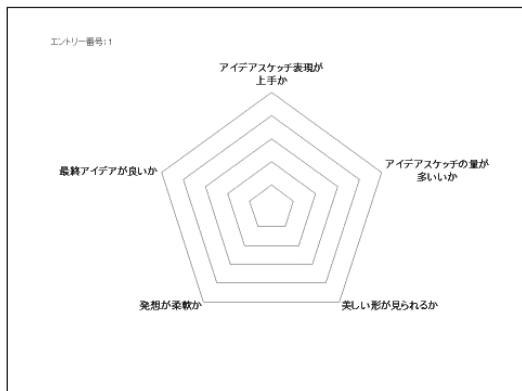 エントリー番号:1
アイデアスケッチ表現が
上手か
最終アイデアが良いか
アイデアスケッチの量が
多いいか
発想が柔軟か
美しい形が見られるか